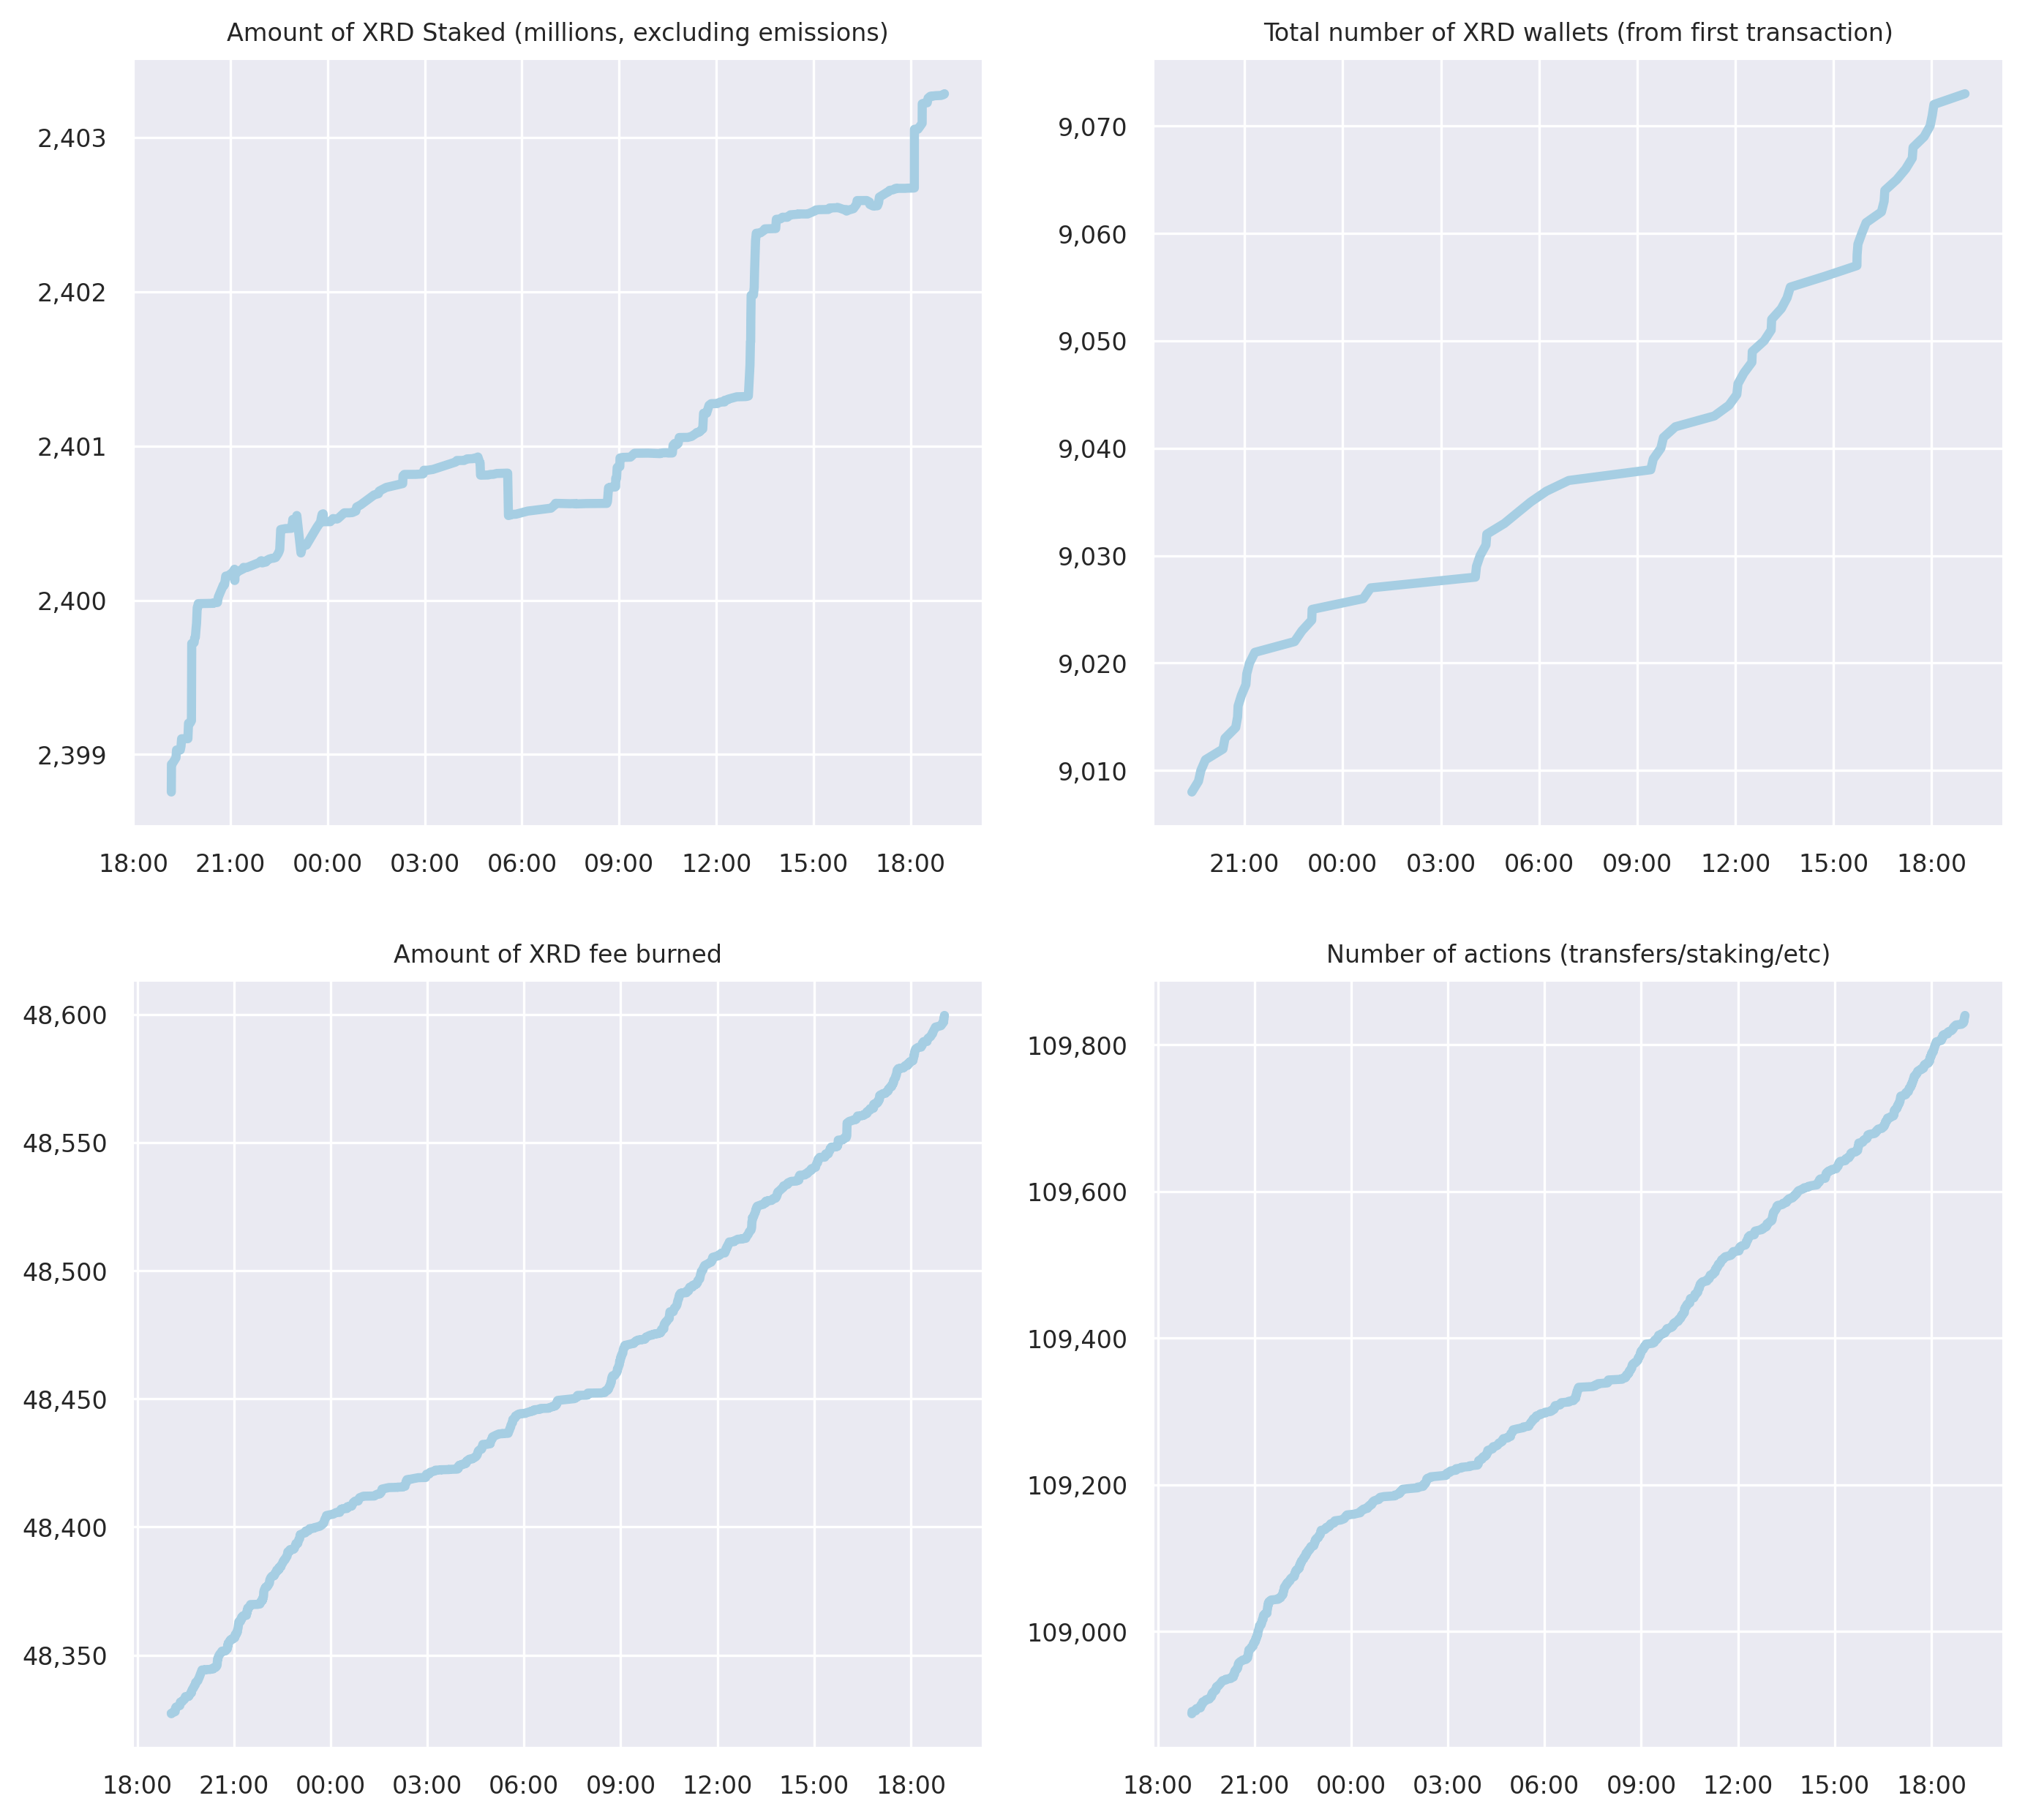 Amount of XRD Staked (millions, excluding emissions)
2,403
2,402
2,401
2,400
2,399
18:00 21:00 00:00 03:00 06:00 09:00 12:00 15:00 18:00
Total number of XRD wallets (from first transaction)
9,070
9,060
9,050
9,040
9,030
9,020
9,010
21:00 00:00 03:00 06:00 09:00 12:00 15:00 18:00
Amount of XRD fee burned
48,600
48,550
48,500
48,450
48,400
48,350
18:00 21:00 00:00 03:00 06:00 09:00 12:00 15:00 18:00
Number of actions (transfers/staking/etc)
109,800
109,600
109,400
109,200
109,000
18:00 21:00 00:00 03:00 06:00 09:00 12:00 15:00 18:00